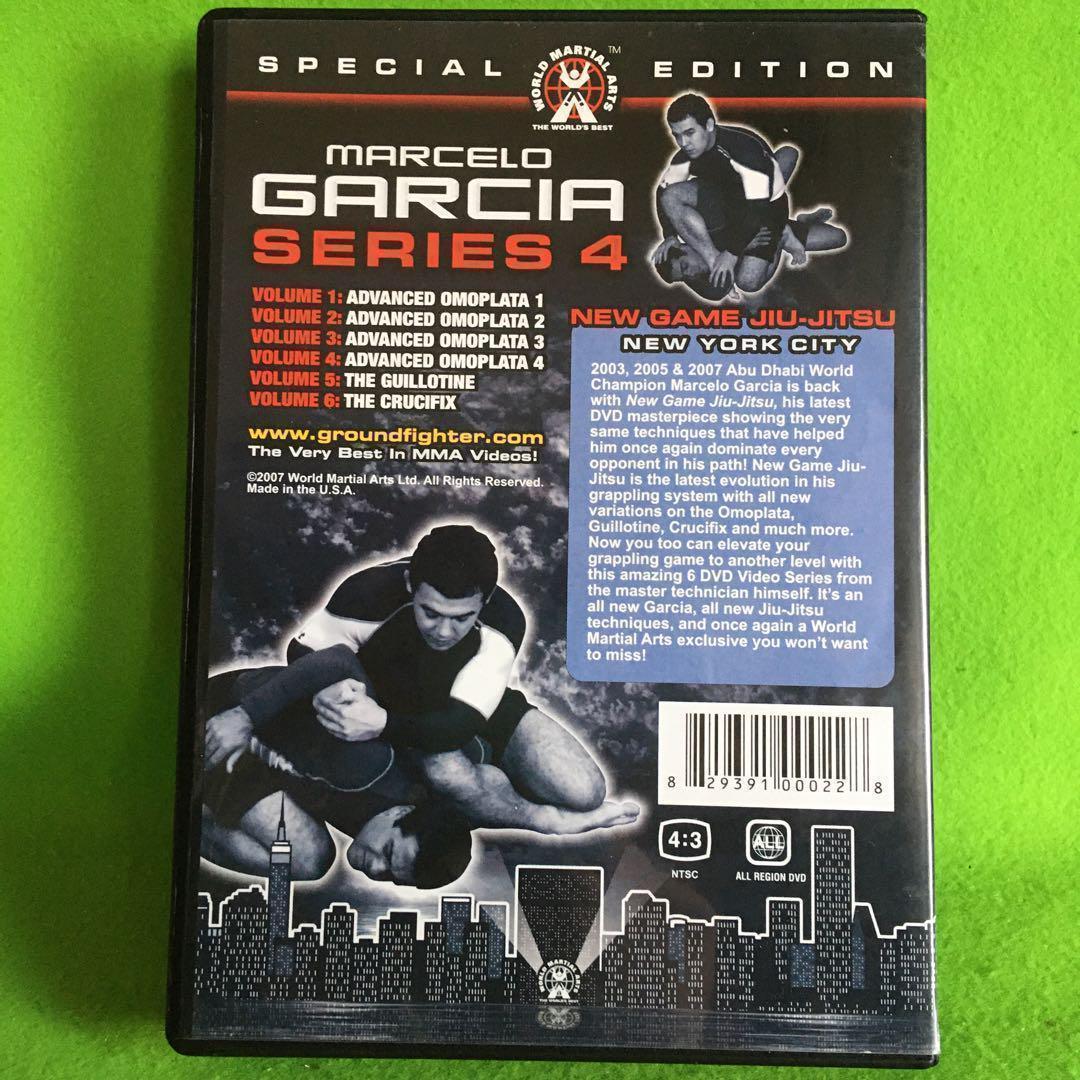 SPECIAL EDITION
WORLD MARTIAL ARTS
TM
THE WORLD'S BEST
MARCELO
GARCIA
SERIES 4
VOLUME 1: ADVANCED OMOPLATA 1
VOLUME 2: ADVANCED OMOPLATA 2
VOLUME 3: ADVANCED OMOPLATA 3
VOLUME 4: ADVANCED OMOPLATA 4
VOLUME 5: THE GUILLOTINE
VOLUME 6: THE CRUCIFIX
www.groundfighter.com
The Very Best In MMA Videos!
©2007 World Martial Arts Ltd. All Rights Reserved.
Made in the U.S.A.
NEW GAME JIU-JITSU
NEW YORK CITY
2003, 2005 & 2007 Abu Dhabi World
Champion Marcelo Garcia is back
with New Game Jiu-Jitsu, his latest
DVD masterpiece showing the very
same techniques that have helped
him once again dominate every
opponent in his path! New Game Jiu-
Jitsu is the latest evolution in his
grappling system with all new
variations on the Omoplata,
Guillotine, Crucifix and much more.
Now you too can elevate your
grappling game to another level with
this amazing 6 DVD Video Series from
the master technician himself. It's an
all new Garcia, all new Jiu-Jitsu
techniques, and once again a World
Martial Arts exclusive you won't want
to miss!
8 29391 00022 8
4:3
NTSC
ALL
ALL REGION DVD
WORLD MARTIAL ARTS
THE WORLD'S BEST